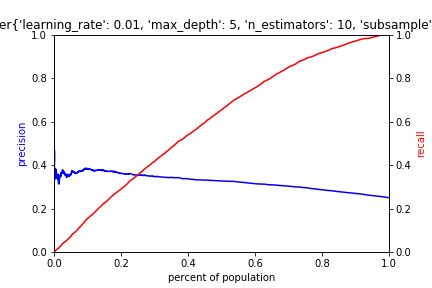 er{'learning_rate': 0.01, 'max_depth': 5, 'n_estimators': 10, 'subsample'
1.0
0.8
0.6
0.4
0.2
0.0
precision
0.0 0.2 0.4 0.6 0.8 1.0
percent of population
1.0
0.8
0.6
0.4
0.2
0.0
recall